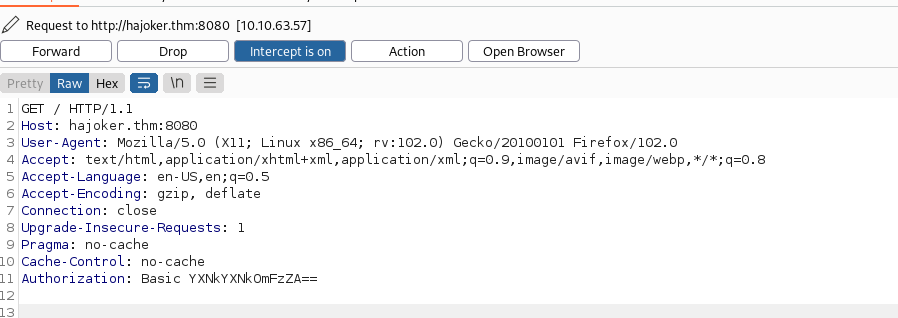 Request to http://hajoker.thm:8080 [10.10.63.57]
Forward Drop Intercept is on Action Open Browser
Pretty Raw Hex \n
1 GET / HTTP/1.1
2 Host: hajoker.thm:8080
3 User-Agent: Mozilla/5.0 (X11; Linux x86_64; rv:102.0) Gecko/20100101 Firefox/102.0
4 Accept: text/html,application/xhtml+xml,application/xml;q=0.9,image/avif,image/webp,*/*;q=0.8
5 Accept-Language: en-US,en;q=0.5
6 Accept-Encoding: gzip, deflate
7 Connection: close
8 Upgrade-Insecure-Requests: 1
9 Pragma: no-cache
10 Cache-Control: no-cache
11 Authorization: Basic YXNkYXNkOmFzZA==
12
13